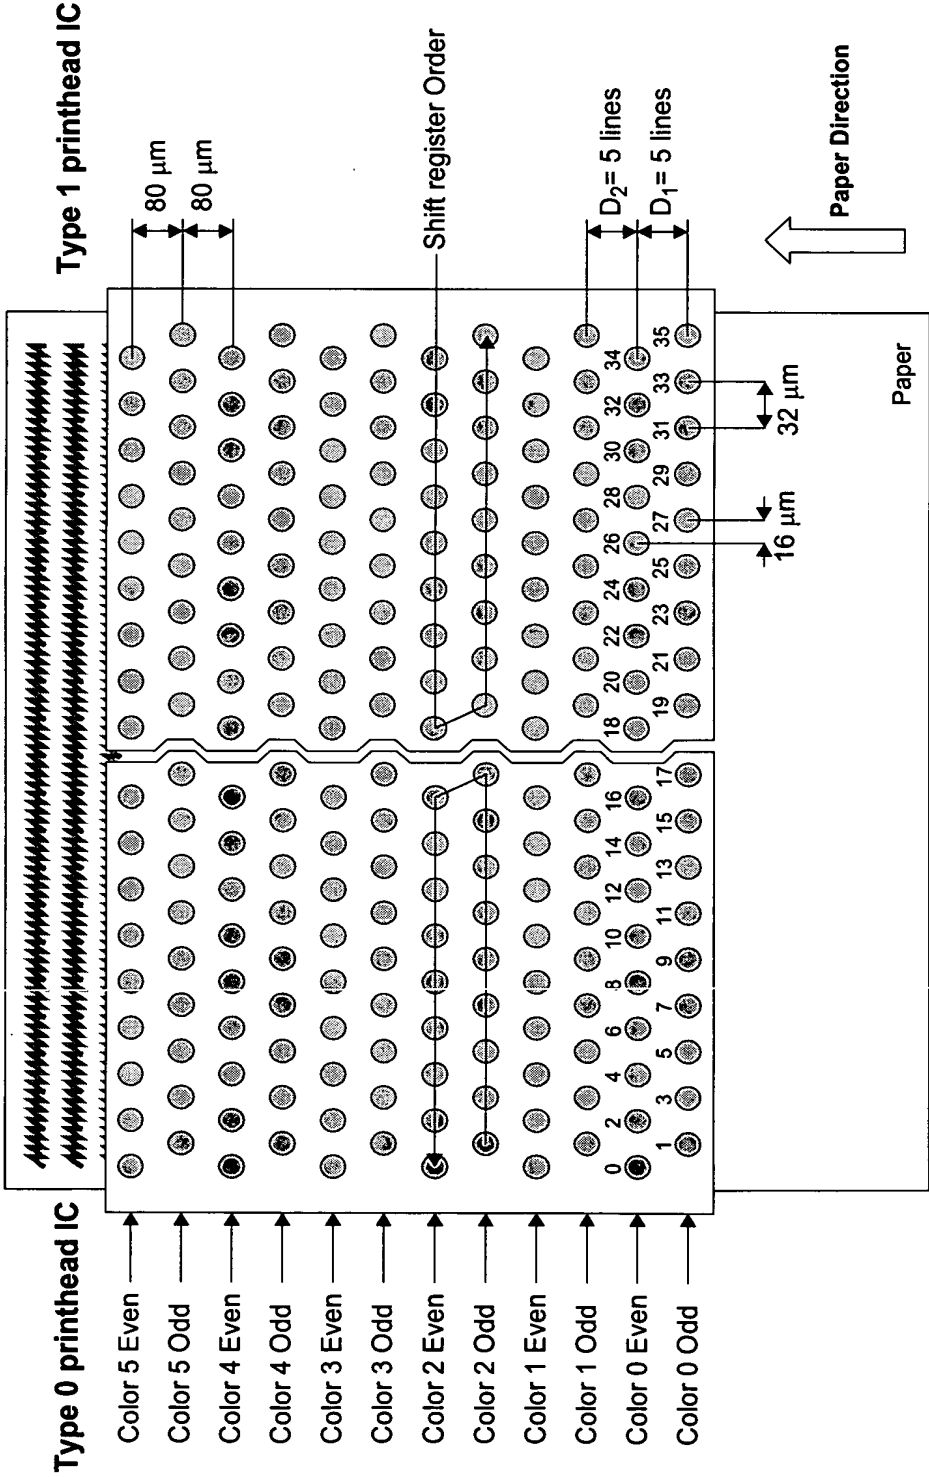 Type 0 printhead IC
Type 1 printhead IC
Color 5 Even
Color 5 Odd
Color 4 Even
Color 4 Odd
Color 3 Even
Color 3 Odd
Color 2 Even
Color 2 Odd
Color 1 Even
Color 1 Odd
Color 0 Even
Color 0 Odd
80 µm
80 µm
Shift register Order
D₂= 5 lines
D₁= 5 lines
0 2 4 6 8 10 12 14 16 18 20 22 24 26 28 30 32 34
1 3 5 7 9 11 13 15 17 19 21 23 25 27 29 31 33 35
16 µm
32 µm
Paper
Paper Direction